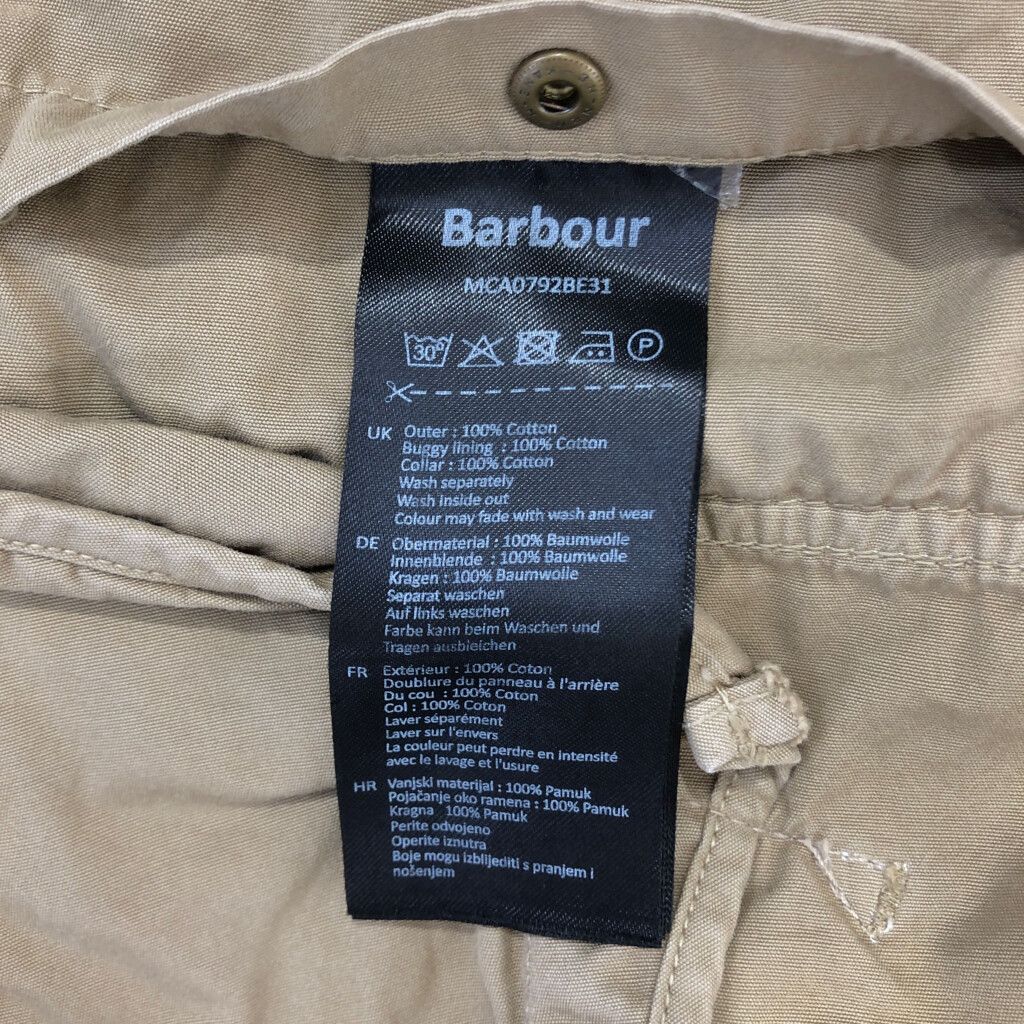 Barbour
MCA0792BE31
30°
P
UK Outer : 100% Cotton
Buggy lining : 100% Cotton
Collar : 100% Cotton
Wash separately
Wash inside out
Colour may fade with wash and wear
DE Obermaterial : 100% Baumwolle
Innenblende : 100% Baumwolle
Kragen : 100% Baumwolle
Separat waschen
Auf links waschen
Farbe kann beim Waschen und
Tragen ausbleichen
FR Extérieur : 100% Coton
Doublure du panneau à l'arrière
Du cou : 100% Coton
Col : 100% Coton
Laver séparément
Laver sur l'envers
La couleur peut perdre en intensité
avec le lavage et l'usure
HR Vanjski materijal : 100% Pamuk
Pojačanje oko ramena : 100% Pamuk
Kragna 100% Pamuk
Perite odvojeno
Operite iznutra
Boje mogu izblijediti s pranjem i
nošenjem